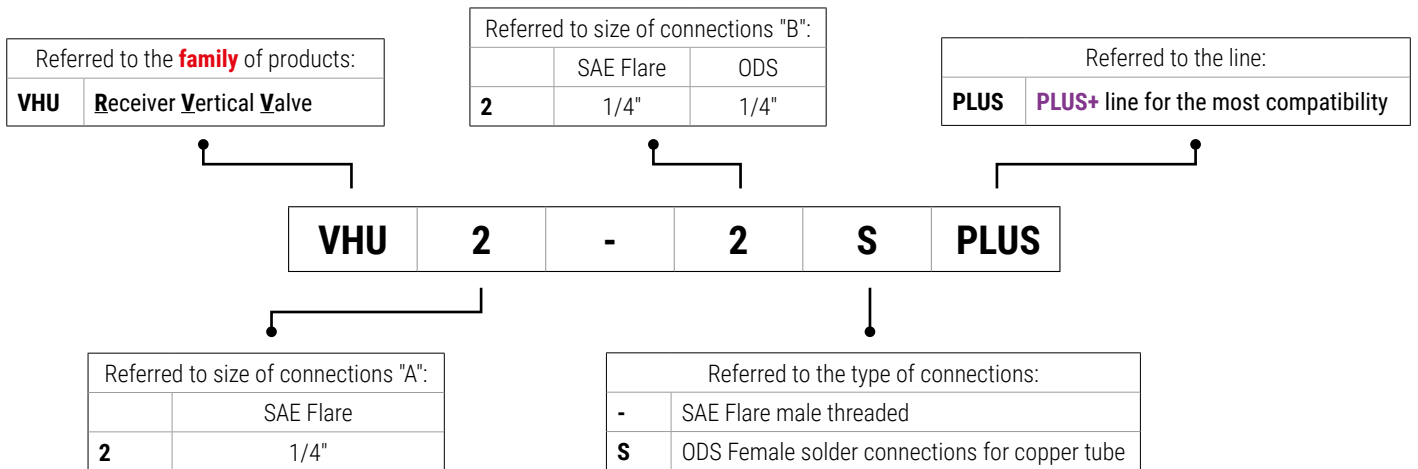 Referred to the family of products:
VHU Receiver Vertical Valve
Referred to size of connections "B":
SAE Flare ODS
2 1/4" 1/4"
Referred to the line:
PLUS PLUS+ line for the most compatibility
VHU 2 - 2 S PLUS
Referred to size of connections "A":
SAE Flare
2 1/4"
Referred to the type of connections:
- SAE Flare male threaded
S ODS Female solder connections for copper tube